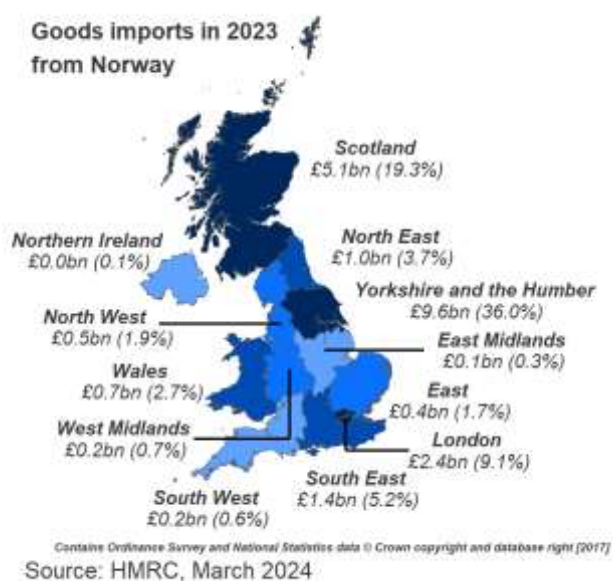 Goods imports in 2023
from Norway
Scotland
£5.1bn (19.3%)
Northern Ireland
£0.0bn (0.1%)
North East
£1.0bn (3.7%)
Yorkshire and the Humber
£9.6bn (36.0%)
North West
£0.5bn (1.9%)
East Midlands
£0.1bn (0.3%)
Wales
£0.7bn (2.7%)
East
£0.4bn (1.7%)
West Midlands
£0.2bn (0.7%)
London
£2.4bn (9.1%)
South East
£1.4bn (5.2%)
South West
£0.2bn (0.6%)
Contains Ordinance Survey and National Statistics data © Crown copyright and database right [2017]
Source: HMRC, March 2024